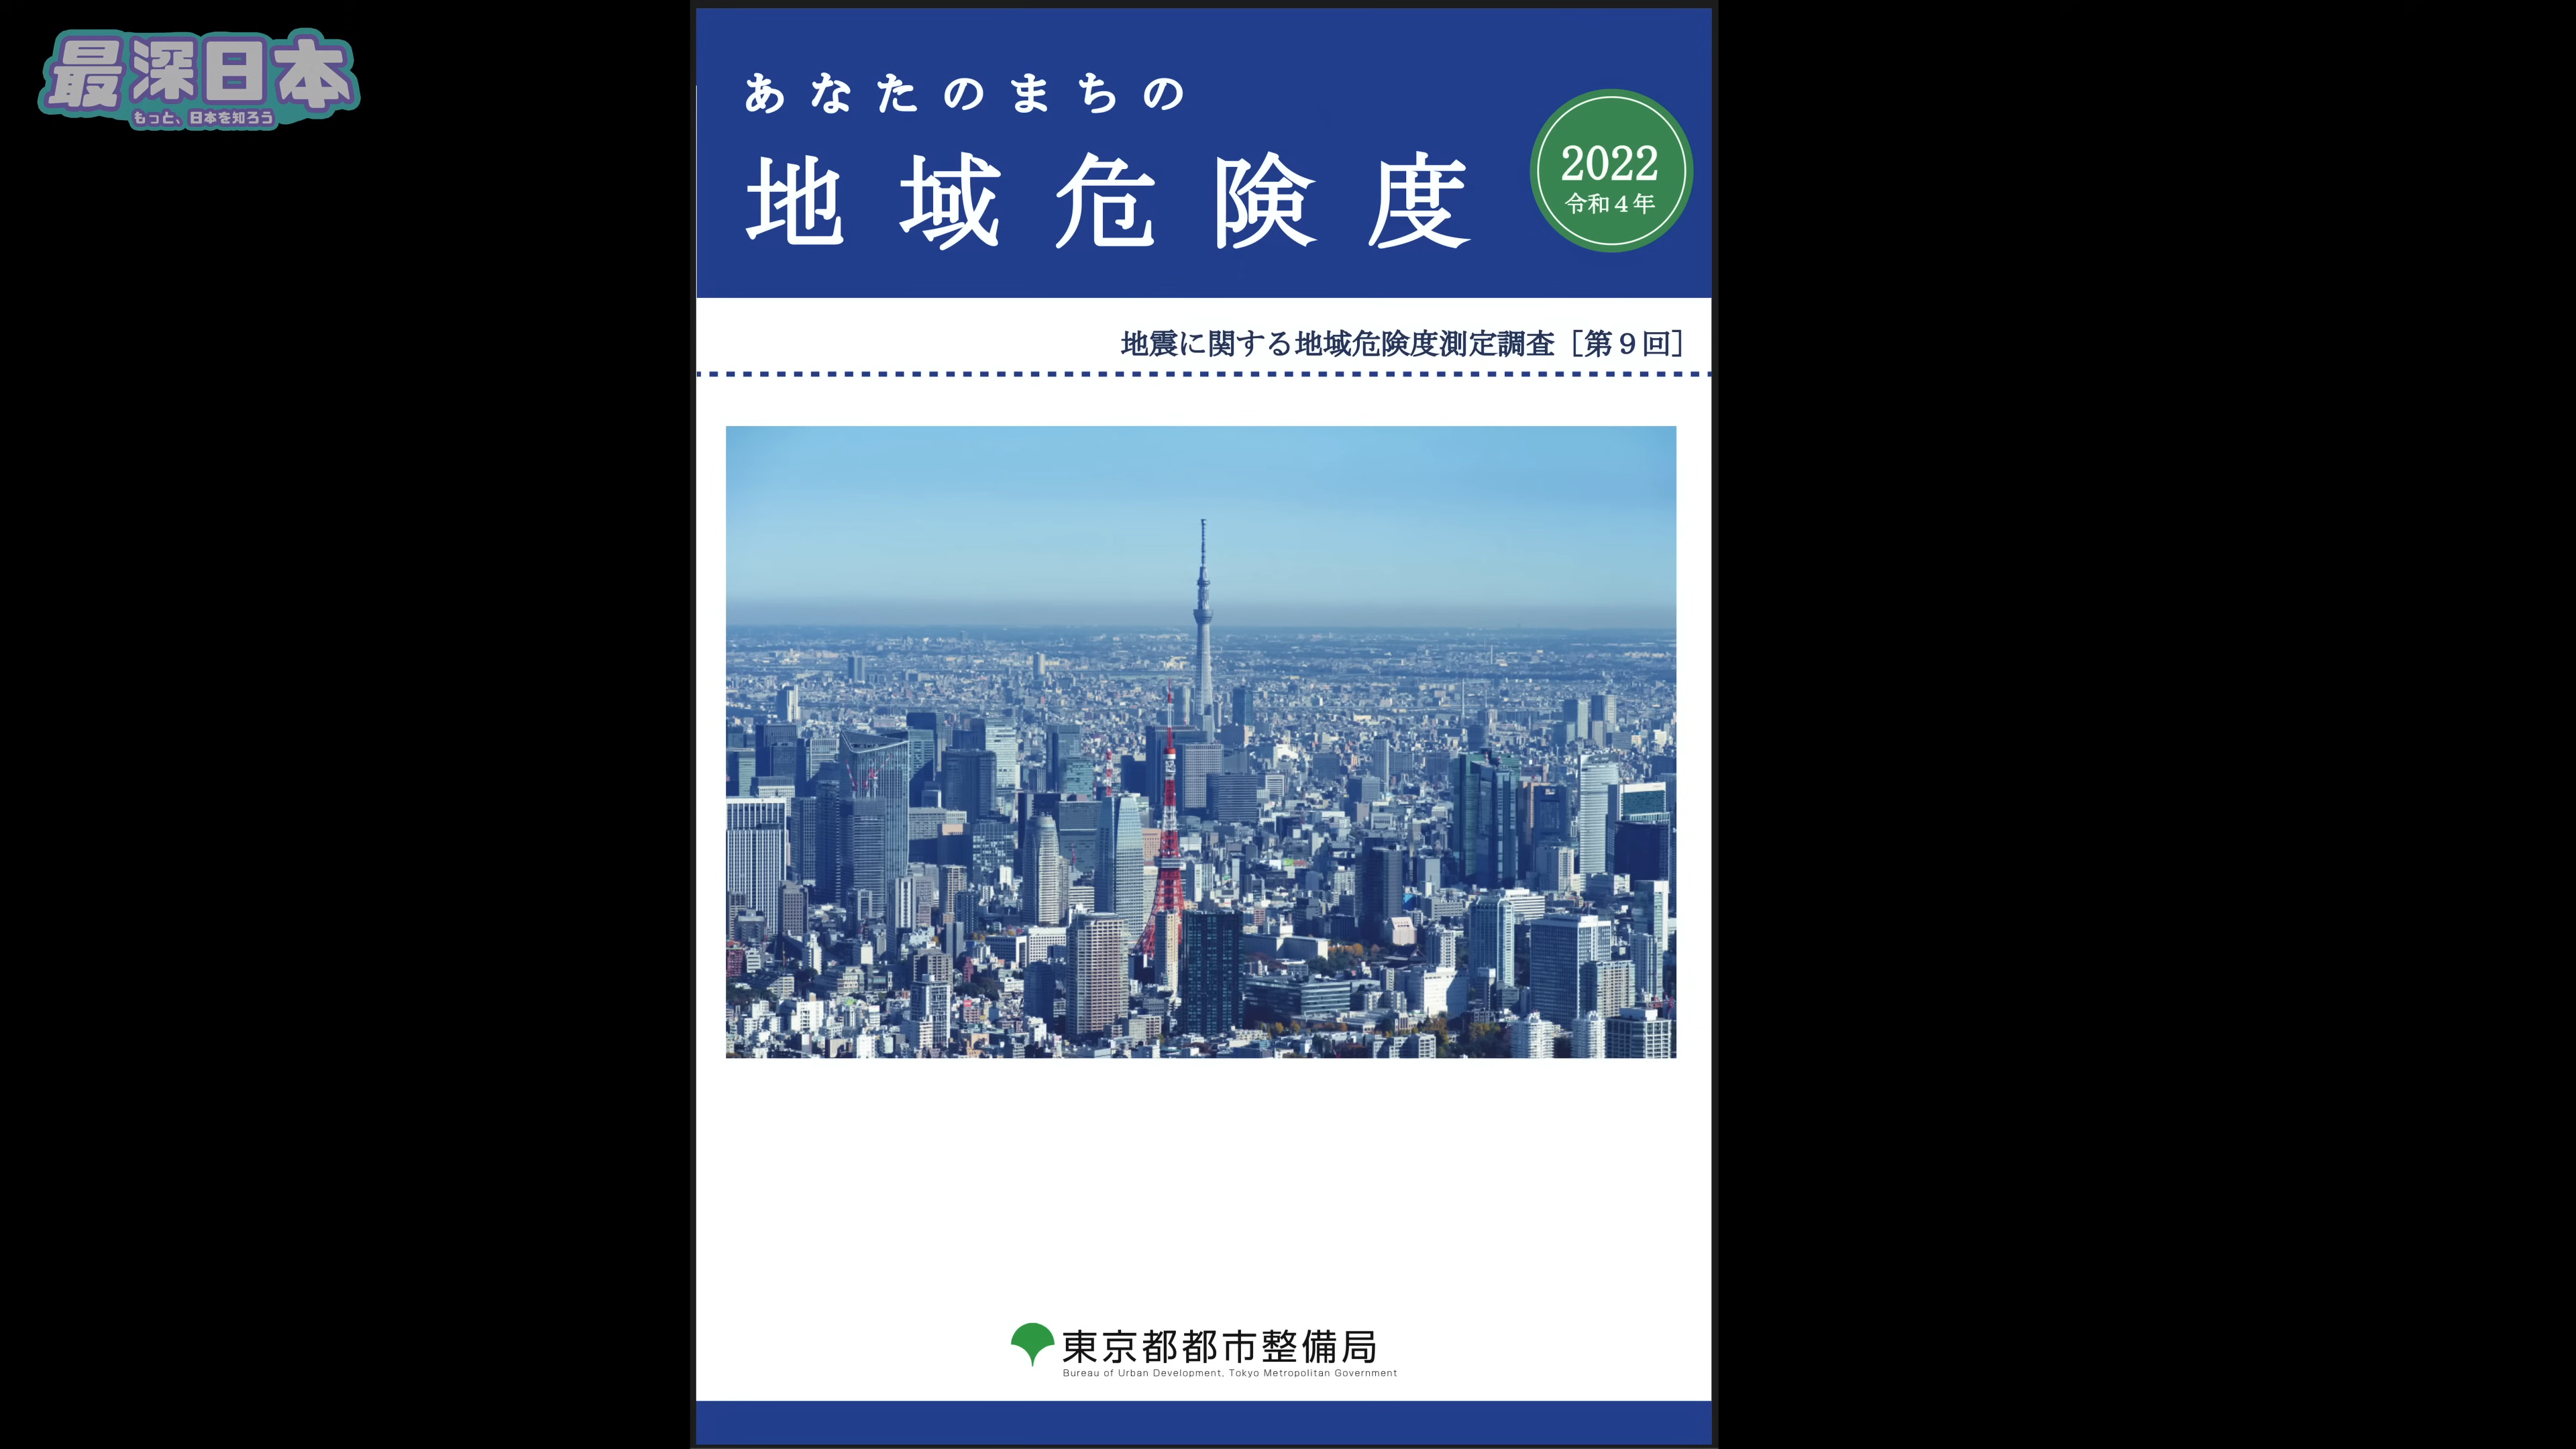 最深日本
もっと、日本を知ろう
あなたのまちの
地域危険度
2022
令和4年
地震に関する地域危険度測定調査［第9回］
東京都都市整備局
Bureau of Urban Development, Tokyo Metropolitan Government